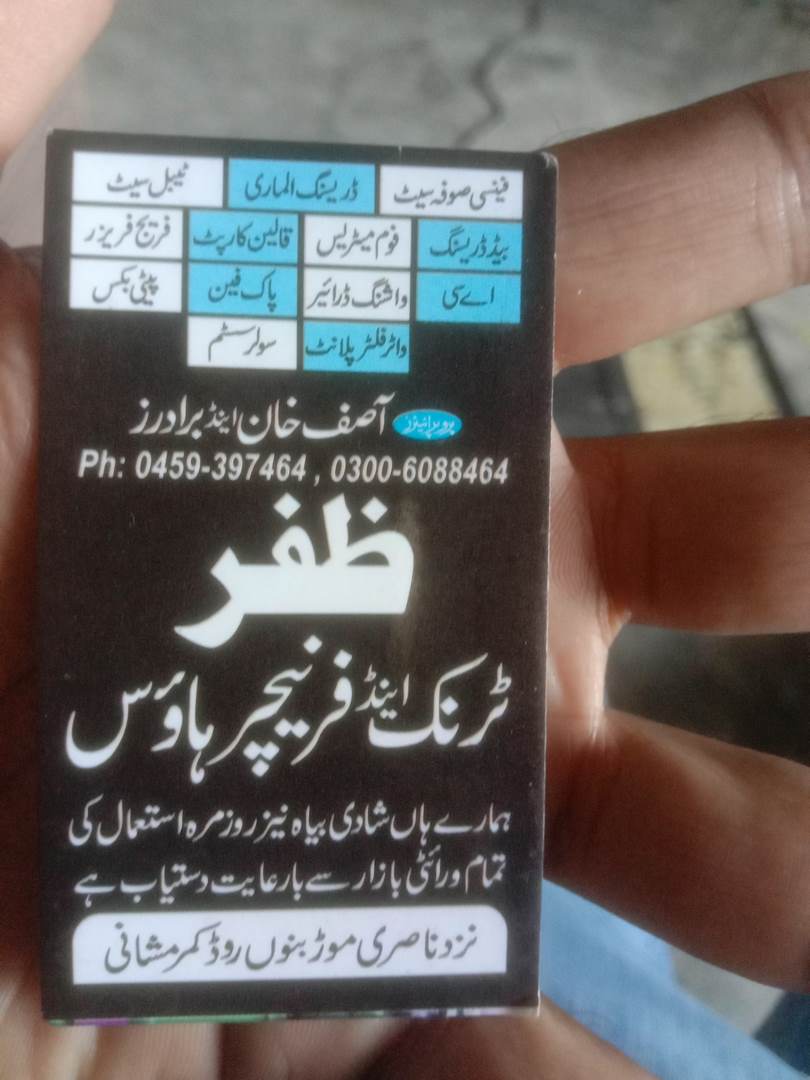 فینسی صوفہ سیٹ ڈریسنگ الماری ٹیبل سیٹ
بیڈ ڈریسنگ فوم میٹریس قالین کارپٹ فریج فریزر
اے سی واشنگ ڈرائیر پاک فین پیٹی بکس
واٹر فلٹر پلانٹ سولر سسٹم
پروپرائیٹرز آصف خان اینڈ برادرز
Ph: 0459-397464 , 0300-6088464
ظفر
ٹرنک اینڈ فرنیچر ہاؤس
ہمارے ہاں شادی بیاہ نیز روزمرہ استعمال کی
تمام ورائٹی بازار سے بارعایت دستیاب ہے
نزد ناصری موڑ بنوں روڈ کمرمشانی